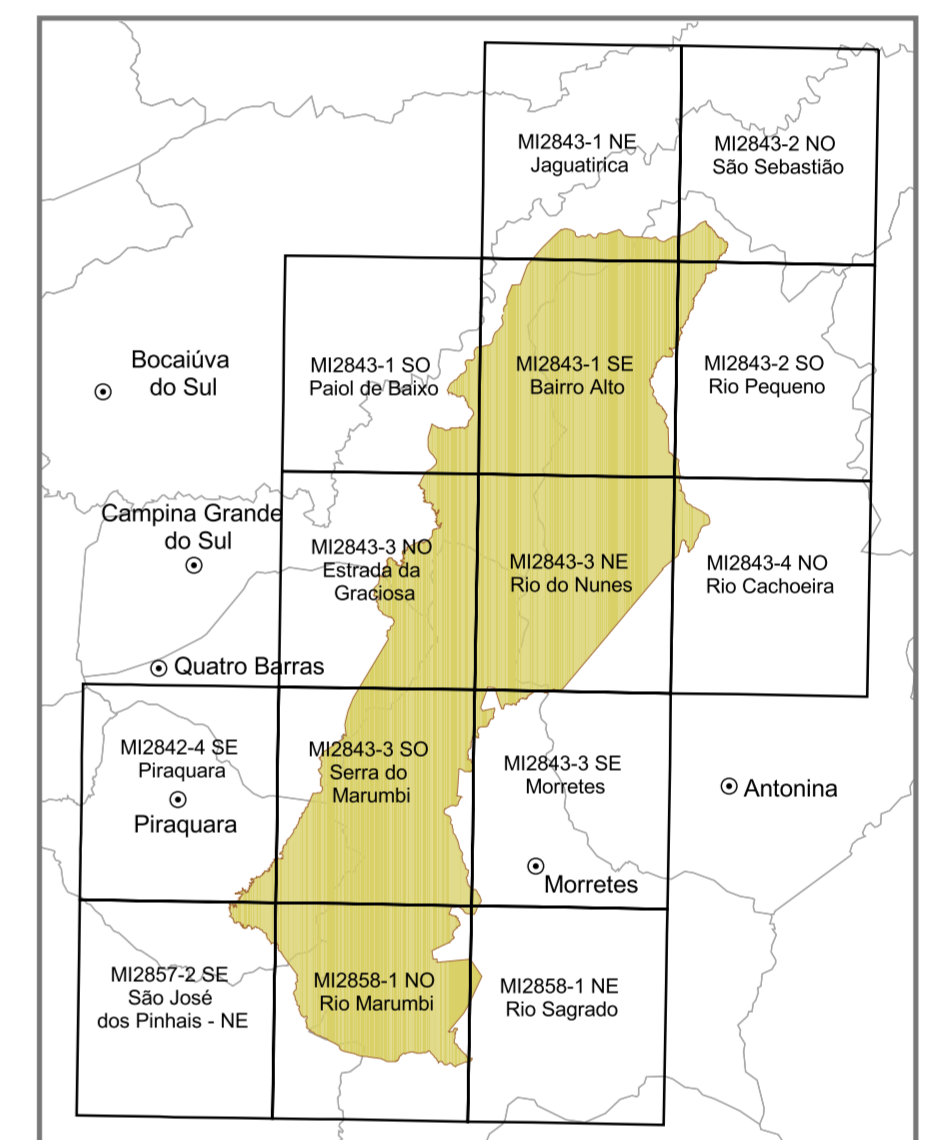 MI2843-1 NE
Jaguatirica
MI2843-2 NO
São Sebastião
Bocaiúva
do Sul
MI2843-1 SO
Paiol de Baixo
MI2843-1 SE
Bairro Alto
MI2843-2 SO
Rio Pequeno
Campina Grande
do Sul
MI2843-3 NO
Estrada da
Graciosa
MI2843-3 NE
Rio do Nunes
MI2843-4 NO
Rio Cachoeira
Quatro Barras
MI2842-4 SE
Piraquara
Piraquara
MI2843-3 SO
Serra do
Marumbi
MI2843-3 SE
Morretes
Antonina
Morretes
MI2857-2 SE
São José
dos Pinhais - NE
MI2858-1 NO
Rio Marumbi
MI2858-1 NE
Rio Sagrado